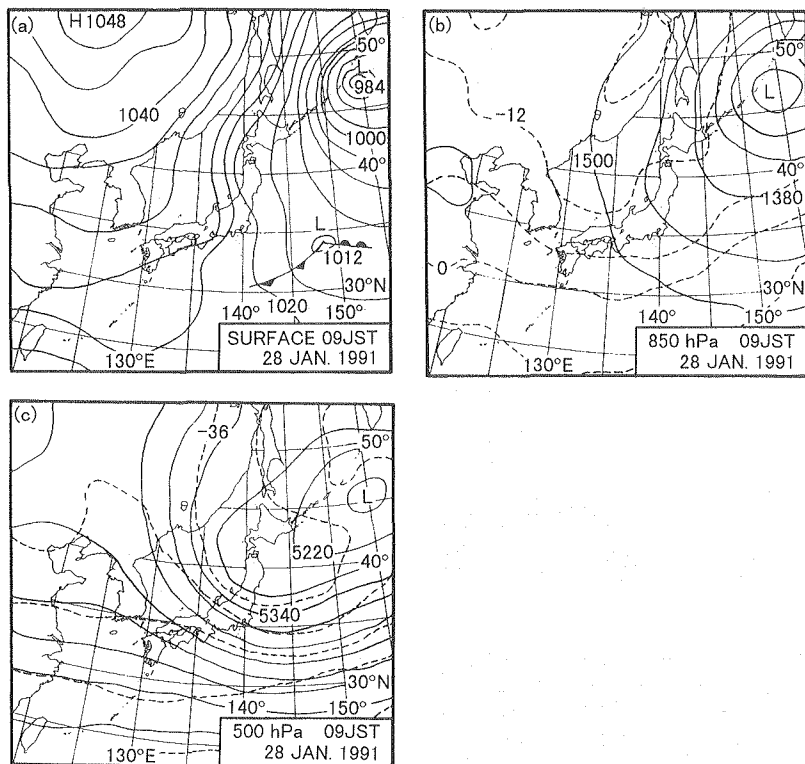 (a)
H 1048
50°
L
984
1040
1000
40°
L
1012
30°N
1020
140°
150°
130°E
SURFACE 09JST
28 JAN. 1991
(b)
50°
L
-12
1500
40°
1380
0
30°N
140°
150°
130°E
850 hPa 09JST
28 JAN. 1991
(c)
-36
50°
L
5220
40°
5340
30°N
140°
150°
130°E
500 hPa 09JST
28 JAN. 1991